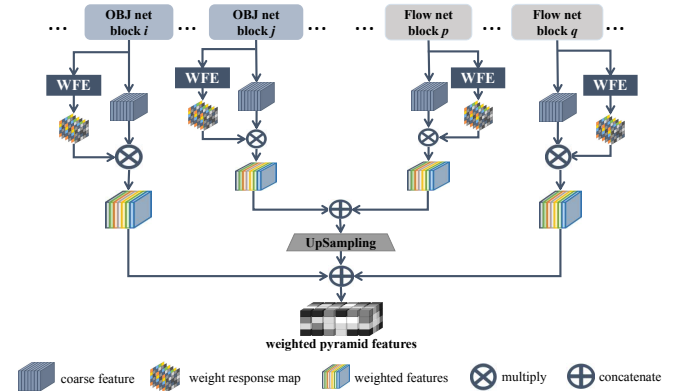 ... OBJ net block i ... OBJ net block j ... ... Flow net block p ... Flow net block q ...
WFE WFE WFE WFE
UpSampling
weighted pyramid features
coarse feature weight response map weighted features multiply concatenate